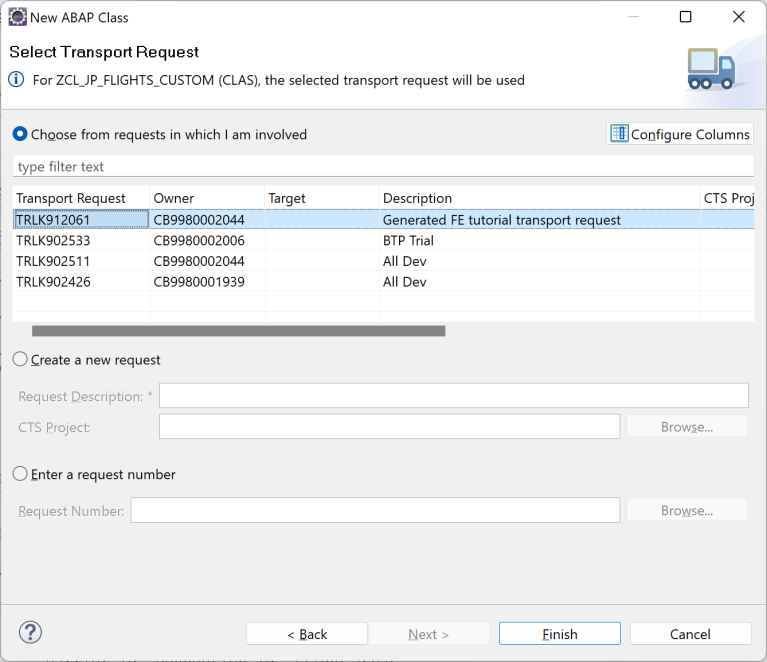 New ABAP Class
Select Transport Request
For ZCL_JP_FLIGHTS_CUSTOM (CLAS), the selected transport request will be used
Choose from requests in which I am involved
Configure Columns
type filter text
Transport Request Owner Target Description CTS Proj
TRLK912061 CB9980002044 Generated FE tutorial transport request
TRLK902533 CB9980002006 BTP Trial
TRLK902511 CB9980002044 All Dev
TRLK902426 CB9980001939 All Dev
Create a new request
Request Description: *
CTS Project:
Browse...
Enter a request number
Request Number:
Browse...
?
< Back
Next >
Finish
Cancel